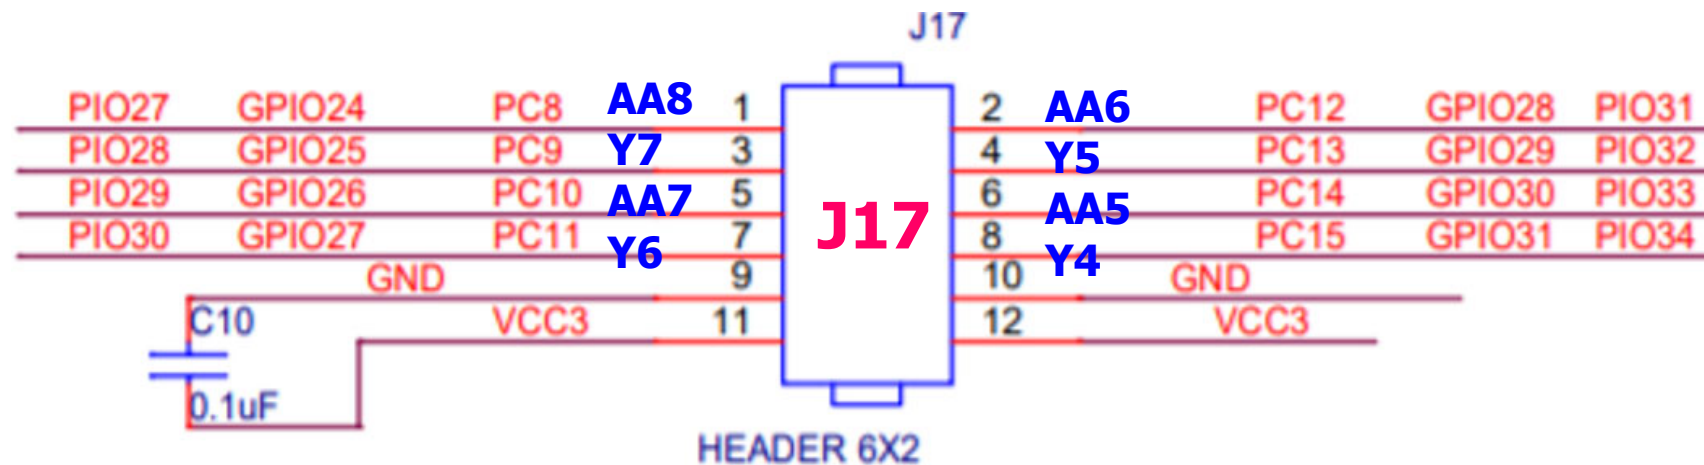 J17
PIO27 GPIO24 PC8 AA8 1 2 AA6 PC12 GPIO28 PIO31
PIO28 GPIO25 PC9 Y7 3 4 Y5 PC13 GPIO29 PIO32
PIO29 GPIO26 PC10 AA7 5 6 AA5 PC14 GPIO30 PIO33
J17
PIO30 GPIO27 PC11 Y6 7 8 Y4 PC15 GPIO31 PIO34
GND 9 10 GND
C10 VCC3 11 12 VCC3
0.1uF
HEADER 6X2